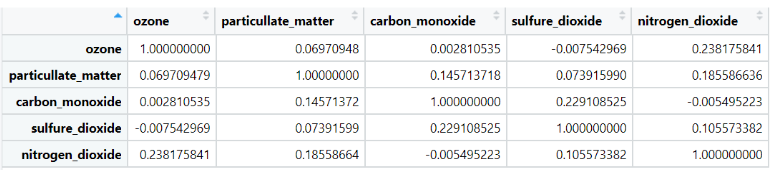 ozone particullate_matter carbon_monoxide sulfure_dioxide nitrogen_dioxide
ozone 1.000000000 0.06970948 0.002810535 -0.007542969 0.238175841
particullate_matter 0.069709479 1.00000000 0.145713718 0.073915990 0.185586636
carbon_monoxide 0.002810535 0.14571372 1.000000000 0.229108525 -0.005495223
sulfure_dioxide -0.007542969 0.07391599 0.229108525 1.000000000 0.105573382
nitrogen_dioxide 0.238175841 0.18558664 -0.005495223 0.105573382 1.000000000